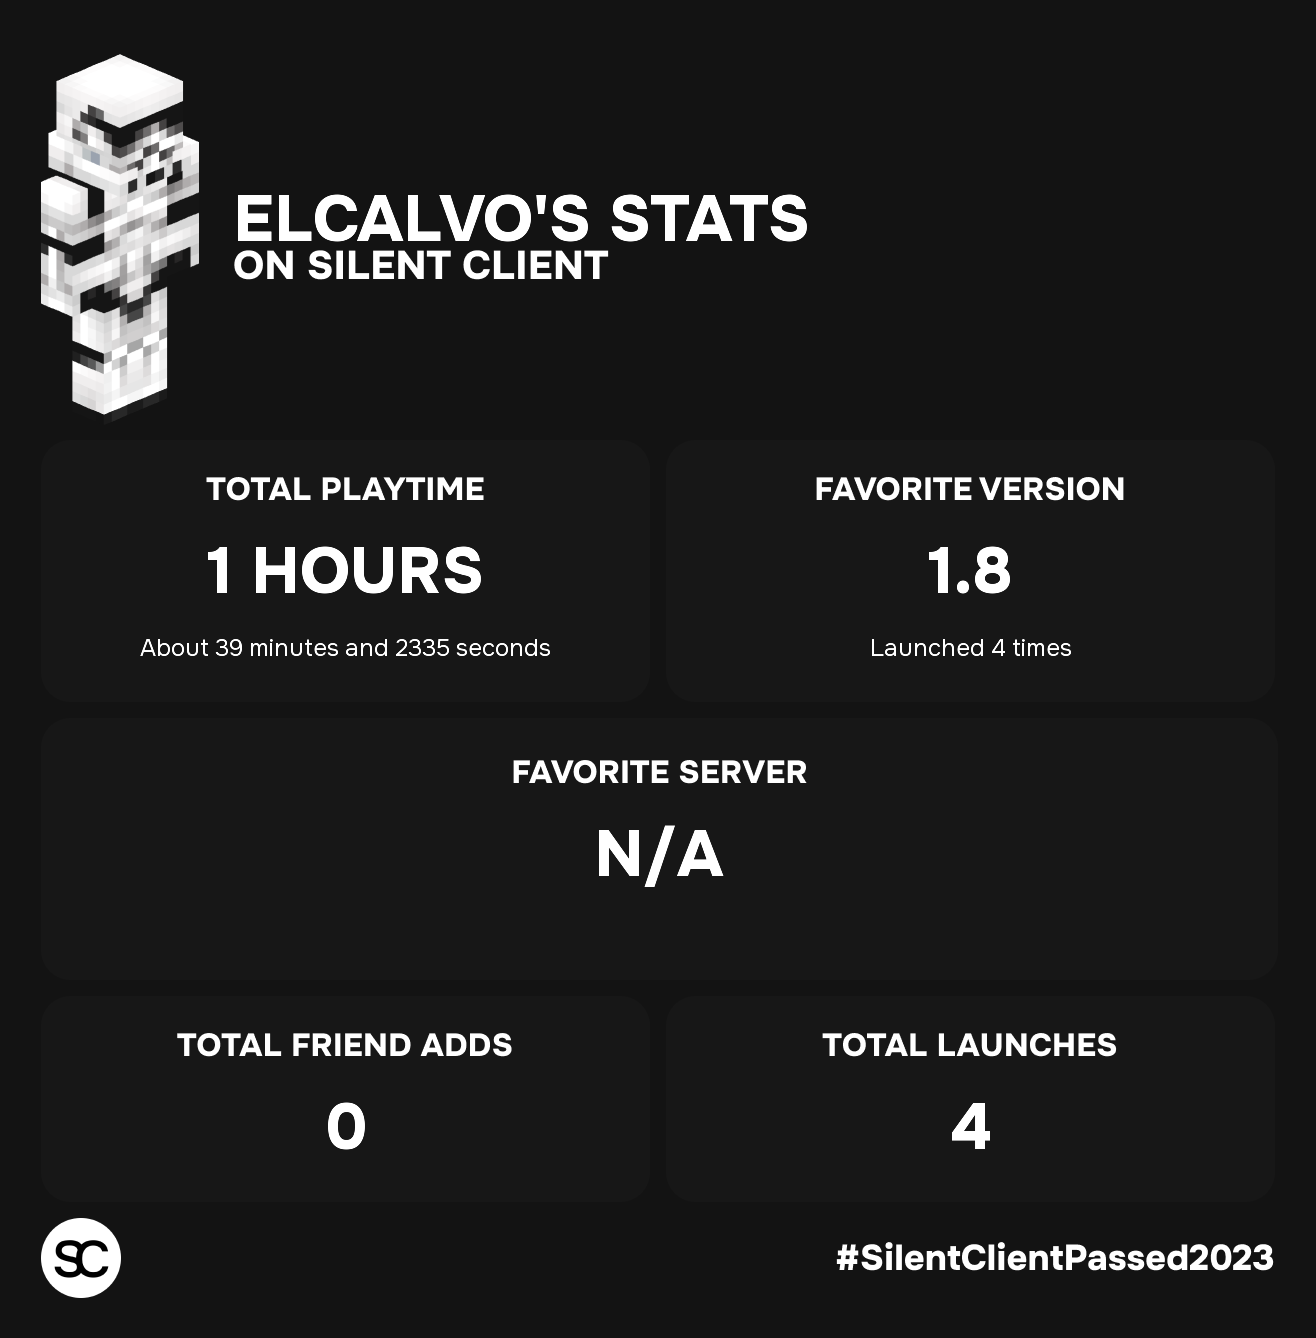 ELCALVO'S STATS
ON SILENT CLIENT
TOTAL PLAYTIME
1 HOURS
About 39 minutes and 2335 seconds
FAVORITE VERSION
1.8
Launched 4 times
FAVORITE SERVER
N/A
TOTAL FRIEND ADDS
0
TOTAL LAUNCHES
4
SC
#SilentClientPassed2023